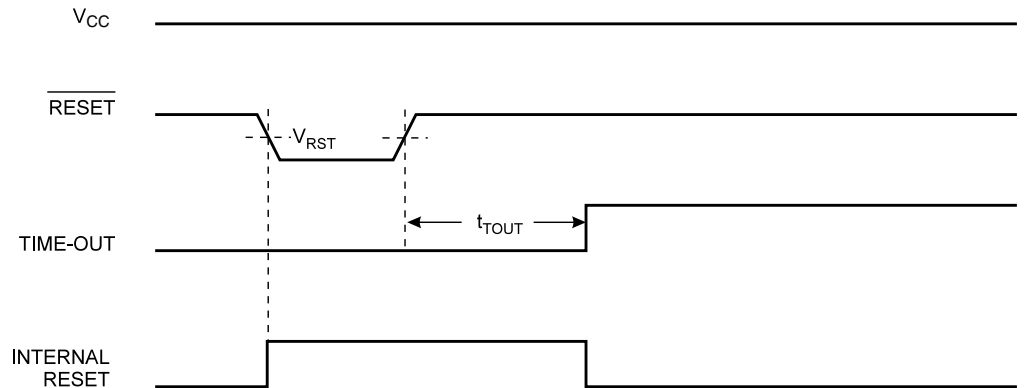 VCC
RESET
VRST
tTOUT
TIME-OUT
INTERNAL
RESET